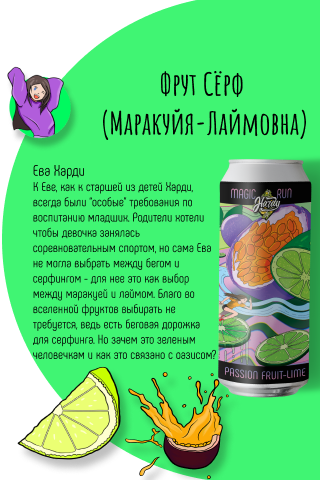 Фрут Сёрф
(Маракуйя-Лаймовна)
Ева Харди
К Еве, как к старшей из детей Харди,
всегда были "особые" требования по
воспитанию младших. Родители хотели
чтобы девочка занялась
соревновательным спортом, но сама Ева
не могла выбрать между бегом и
серфингом - для нее это как выбор
между маракуей и лаймом. Благо во
вселенной фруктов выбирать не
требуется, ведь есть беговая дорожка
для серфинга. Но зачем это зеленым
человечкам и как это связано с оазисом?
MAGIC RUN
Hardy
PASSION FRUIT-LIME